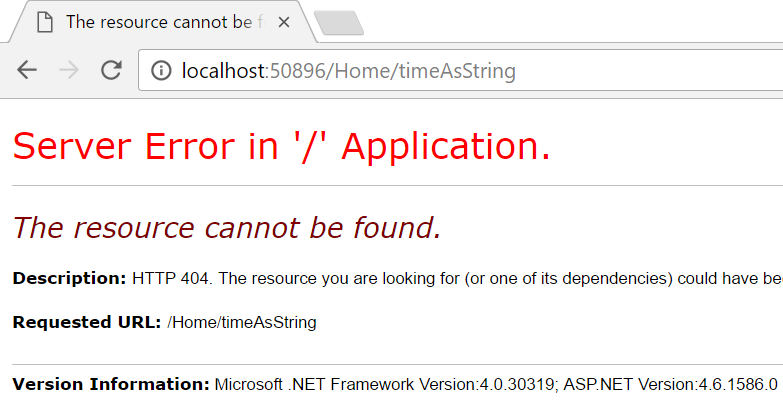 The resource cannot be f
localhost:50896/Home/timeAsString
Server Error in '/' Application.
The resource cannot be found.
Description: HTTP 404. The resource you are looking for (or one of its dependencies) could have be
Requested URL: /Home/timeAsString
Version Information: Microsoft .NET Framework Version:4.0.30319; ASP.NET Version:4.6.1586.0